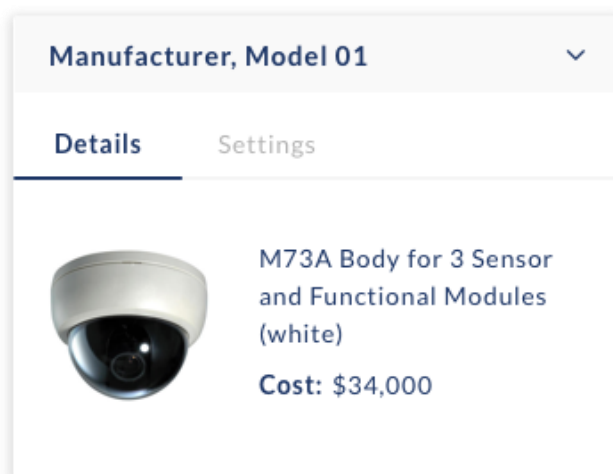 Manufacturer, Model 01
Details Settings
M73A Body for 3 Sensor
and Functional Modules
(white)
Cost: $34,000